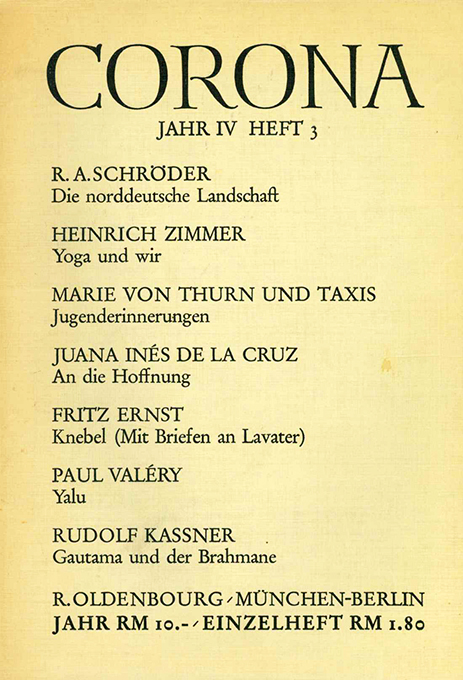 CORONA
JAHR IV HEFT 3
R. A. SCHRÖDER
Die norddeutsche Landschaft
HEINRICH ZIMMER
Yoga und wir
MARIE VON THURN UND TAXIS
Jugenderinnerungen
JUANA INÉS DE LA CRUZ
An die Hoffnung
FRITZ ERNST
Knebel (Mit Briefen an Lavater)
PAUL VALÉRY
Yalu
RUDOLF KASSNER
Gautama und der Brahmane
R. OLDENBOURG / MÜNCHEN-BERLIN
JAHR RM 10.- / EINZELHEFT RM 1.80